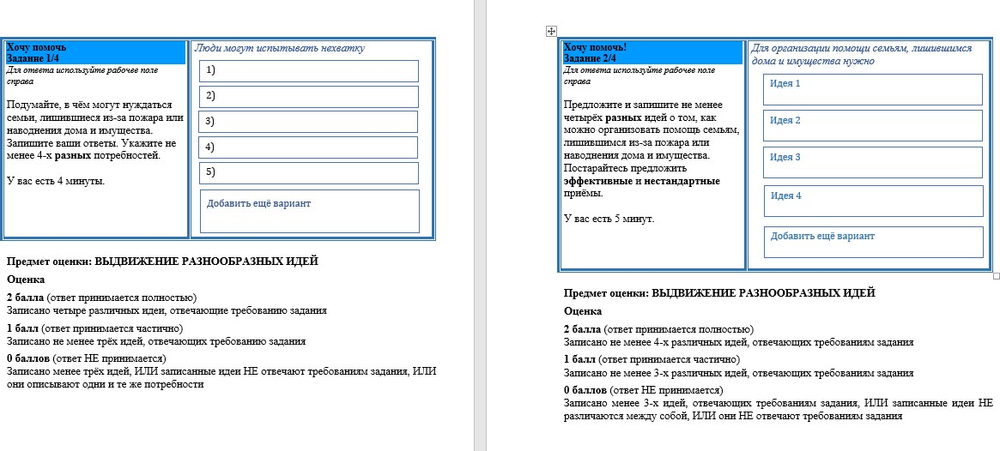 Хочу помочь
Задание 1/4
Для ответа используйте рабочее поле
справа
Подумайте, в чём могут нуждаться
семьи, лишившиеся из-за пожара или
наводнения дома и имущества.
Запишите ваши ответы. Укажите не
менее 4-х разных потребностей.
У вас есть 4 минуты.
Люди могут испытывать нехватку
1)
2)
3)
4)
5)
Добавить ещё вариант
Предмет оценки: ВЫДВИЖЕНИЕ РАЗНООБРАЗНЫХ ИДЕЙ
Оценка
2 балла (ответ принимается полностью)
Записано четыре различных идеи, отвечающие требованию задания
1 балл (ответ принимается частично)
Записано не менее трёх идей, отвечающих требованию задания
0 баллов (ответ НЕ принимается)
Записано менее трёх идей, ИЛИ записанные идеи НЕ отвечают требованиям задания, ИЛИ
они описывают одни и те же потребности
Хочу помочь!
Задание 2/4
Для ответа используйте рабочее поле
справа
Предложите и запишите не менее
четырёх разных идей о том, как
можно организовать помощь семьям,
лишившимся из-за пожара или
наводнения дома и имущества.
Постарайтесь предложить
эффективные и нестандартные
приёмы.
У вас есть 5 минут.
Для организации помощи семьям, лишившимся
дома и имущества нужно
Идея 1
Идея 2
Идея 3
Идея 4
Добавить ещё вариант
Предмет оценки: ВЫДВИЖЕНИЕ РАЗНООБРАЗНЫХ ИДЕЙ
Оценка
2 балла (ответ принимается полностью)
Записано не менее 4-х различных идей, отвечающих требованиям задания
1 балл (ответ принимается частично)
Записано не менее 3-х различных идей, отвечающих требованиям задания
0 баллов (ответ НЕ принимается)
Записано менее 3-х идей, отвечающих требованиям задания, ИЛИ записанные идеи НЕ
различаются между собой, ИЛИ они НЕ отвечают требованиям задания